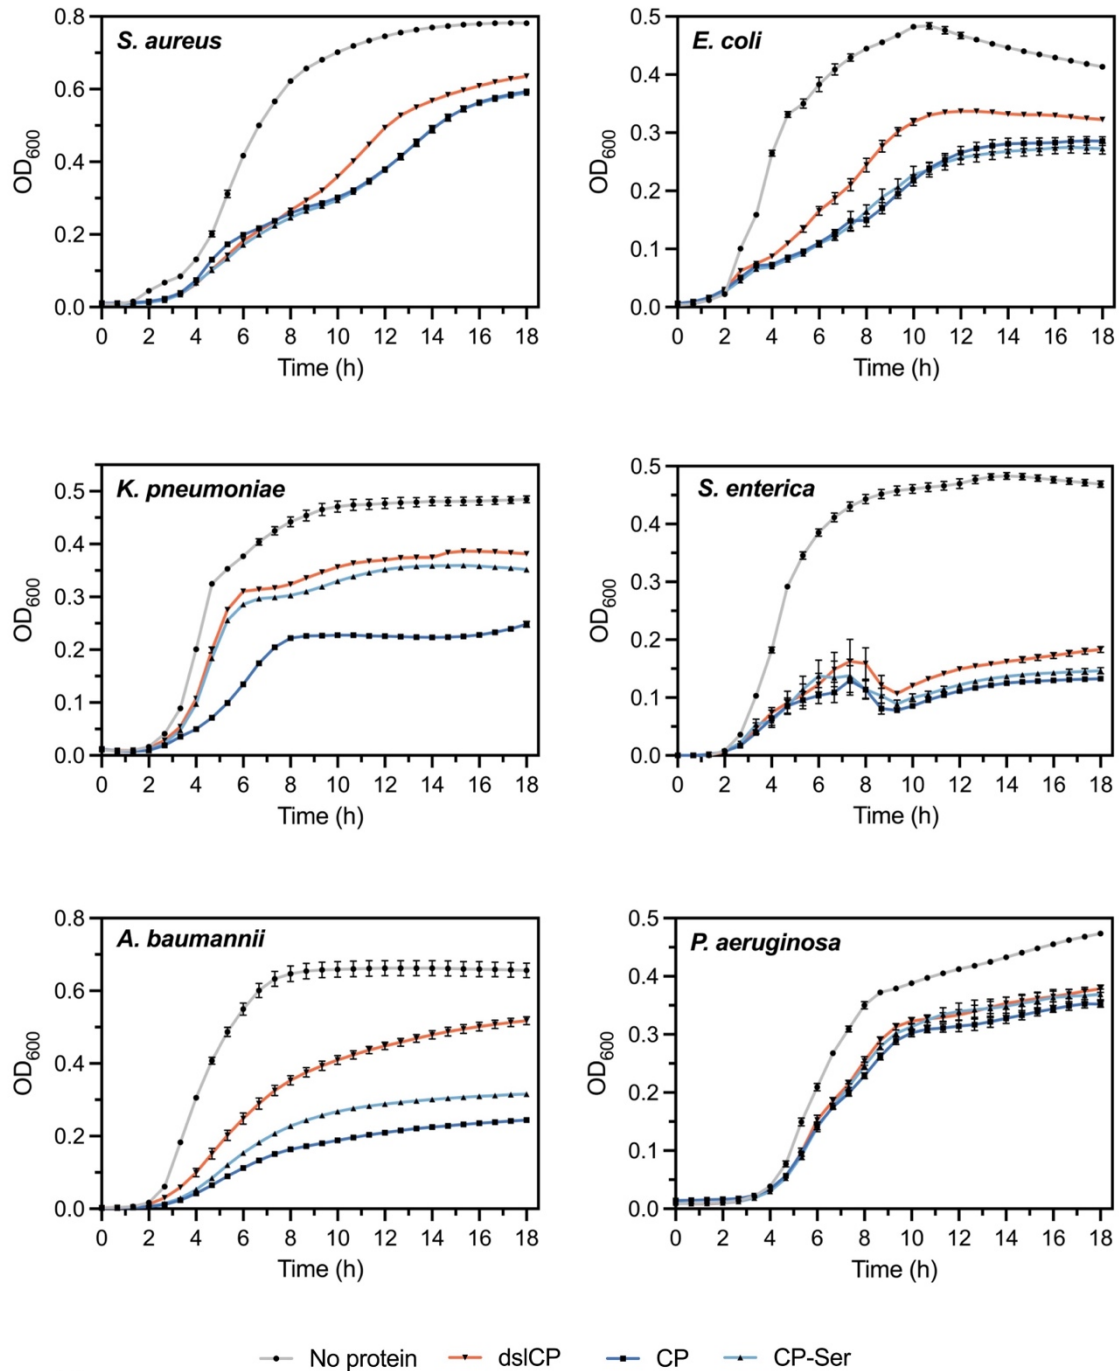 S. aureus
OD600
0.8
0.6
0.4
0.2
0.0
0 2 4 6 8 10 12 14 16 18
Time (h)
E. coli
OD600
0.5
0.4
0.3
0.2
0.1
0.0
0 2 4 6 8 10 12 14 16 18
Time (h)
K. pneumoniae
OD600
0.5
0.4
0.3
0.2
0.1
0.0
0 2 4 6 8 10 12 14 16 18
Time (h)
S. enterica
OD600
0.5
0.4
0.3
0.2
0.1
0.0
0 2 4 6 8 10 12 14 16 18
Time (h)
A. baumannii
OD600
0.8
0.6
0.4
0.2
0.0
0 2 4 6 8 10 12 14 16 18
Time (h)
P. aeruginosa
OD600
0.5
0.4
0.3
0.2
0.1
0.0
0 2 4 6 8 10 12 14 16 18
Time (h)
No protein dslCP CP CP-Ser